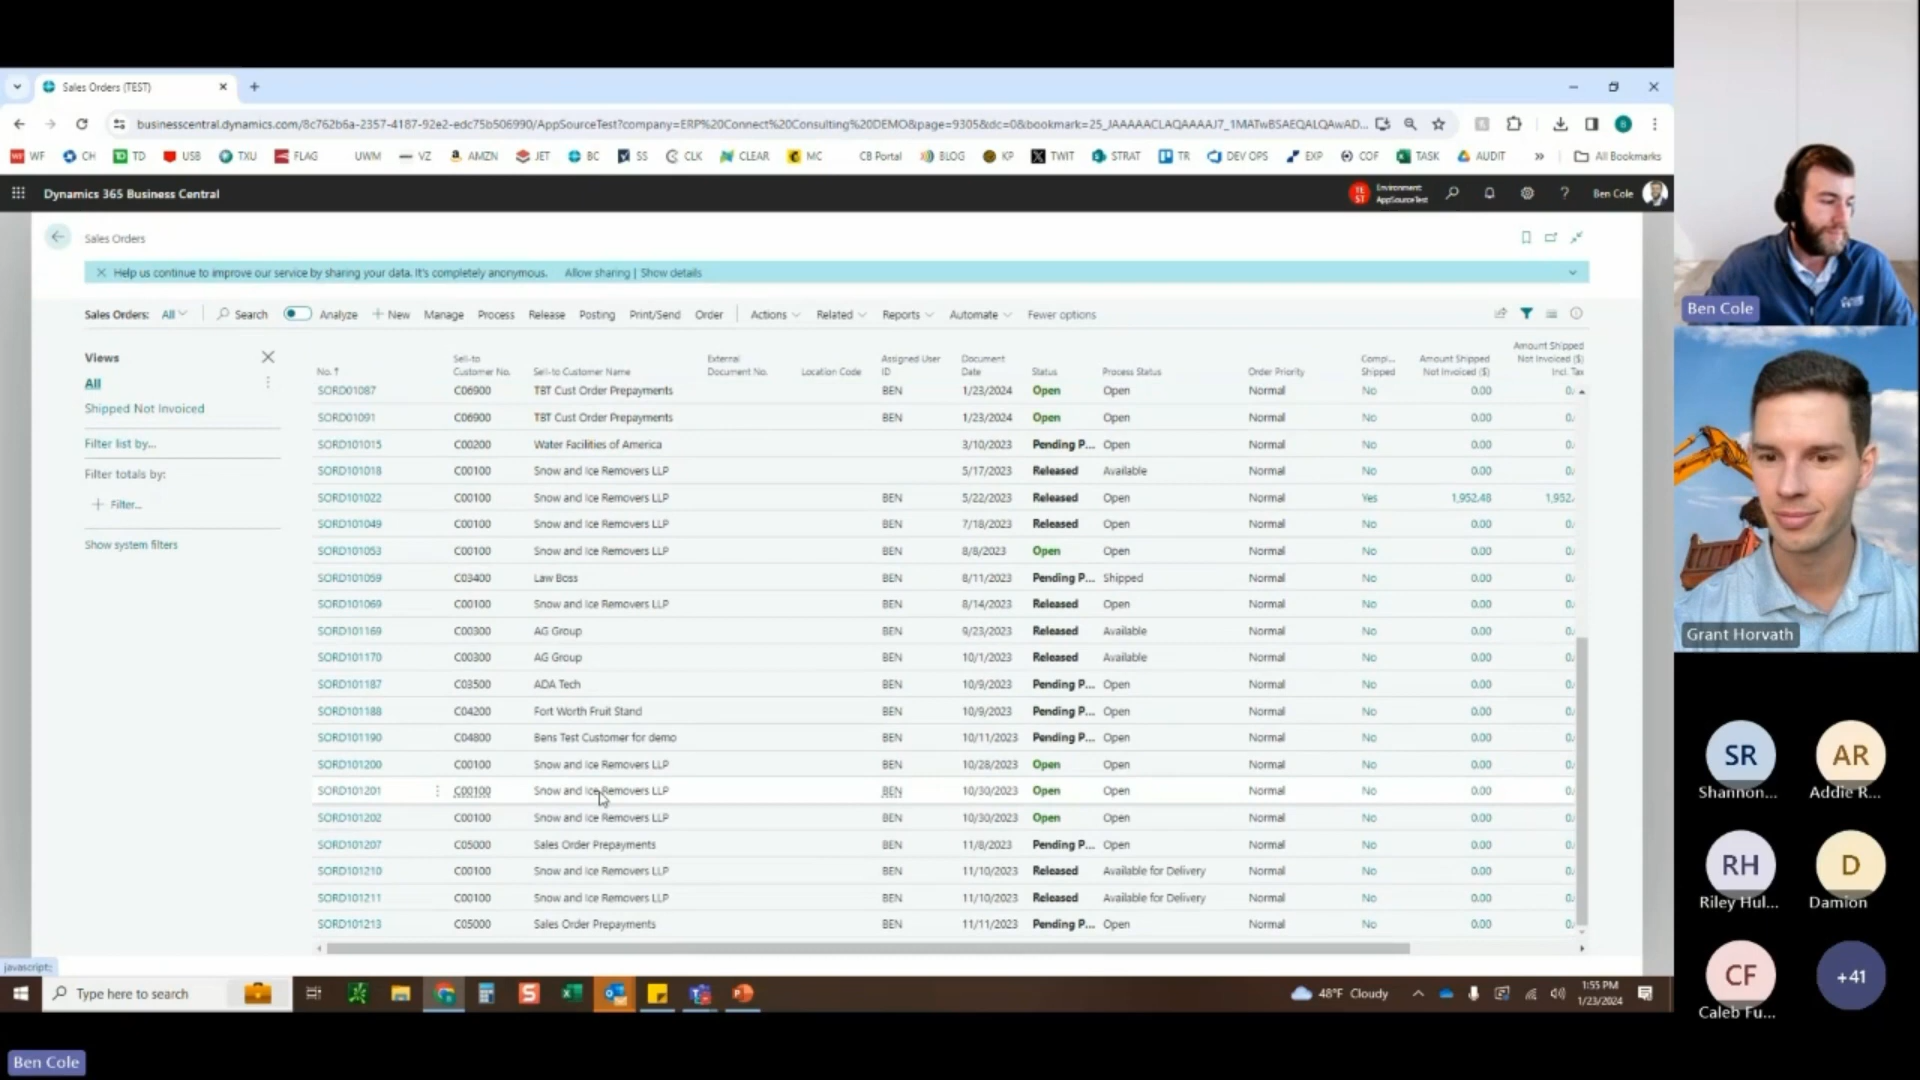 Sales Orders (TEST)
businesscentral.dynamics.com/8c762b6a-2357-4187-92e2-edc75b506990/AppSourceTest?company=ERP%20Connect%20Consulting%20DEMO&page=9305&dc=0&bookmark=25_JAAAAACLAQAAAAJ7_1MATwBSAEQALQAwAD...
WF CH TD USB TXU FLAG UWM VZ AMZN JET BC SS CLK CLEAR MC CB Portal BLOG KP TWIT STRAT TR DEV OPS EXP COF TASK AUDIT » All Bookmarks
Dynamics 365 Business Central
Environment: AppSourceTest
Ben Cole
Sales Orders
Help us continue to improve our service by sharing your data. It's completely anonymous. Allow sharing | Show details
Sales Orders: All Search Analyze + New Manage Process Release Posting Print/Send Order Actions Related Reports Automate Fewer options
Views
All
Shipped Not Invoiced
Filter list by...
Filter totals by:
+ Filter...
Show system filters
No. ↑ Sell-to Customer No. Sell-to Customer Name External Document No. Location Code Assigned User ID Document Date Status Process Status Order Priority Compl... Shipped Amount Shipped Not Invoiced ($) Amount Shipped Not Invoiced ($) Incl. Tax
SORD01087 C06900 TBT Cust Order Prepayments BEN 1/23/2024 Open Open Normal No 0.00 0.
SORD01091 C06900 TBT Cust Order Prepayments BEN 1/23/2024 Open Open Normal No 0.00 0.
SORD101015 C00200 Water Facilities of America 3/10/2023 Pending P... Open Normal No 0.00 0.
SORD101018 C00100 Snow and Ice Removers LLP 5/17/2023 Released Available Normal No 0.00 0.
SORD101022 C00100 Snow and Ice Removers LLP BEN 5/22/2023 Released Open Normal Yes 1,952.48 1,952.
SORD101049 C00100 Snow and Ice Removers LLP BEN 7/18/2023 Released Open Normal No 0.00 0.
SORD101053 C00100 Snow and Ice Removers LLP BEN 8/8/2023 Open Open Normal No 0.00 0.
SORD101059 C03400 Law Boss BEN 8/11/2023 Pending P... Shipped Normal No 0.00 0.
SORD101069 C00100 Snow and Ice Removers LLP BEN 8/14/2023 Released Open Normal No 0.00 0.
SORD101169 C00300 AG Group BEN 9/23/2023 Released Available Normal No 0.00 0.
SORD101170 C00300 AG Group BEN 10/1/2023 Released Available Normal No 0.00 0.
SORD101187 C03500 ADA Tech BEN 10/9/2023 Pending P... Open Normal No 0.00 0.
SORD101188 C04200 Fort Worth Fruit Stand BEN 10/9/2023 Pending P... Open Normal No 0.00 0.
SORD101190 C04800 Bens Test Customer for demo BEN 10/11/2023 Pending P... Open Normal No 0.00 0.
SORD101200 C00100 Snow and Ice Removers LLP BEN 10/28/2023 Open Open Normal No 0.00 0.
SORD101201 C00100 Snow and Ice Removers LLP BEN 10/30/2023 Open Open Normal No 0.00 0.
SORD101202 C00100 Snow and Ice Removers LLP BEN 10/30/2023 Open Open Normal No 0.00 0.
SORD101207 C05000 Sales Order Prepayments BEN 11/8/2023 Pending P... Open Normal No 0.00 0.
SORD101210 C00100 Snow and Ice Removers LLP BEN 11/10/2023 Released Available for Delivery Normal No 0.00 0.
SORD101211 C00100 Snow and Ice Removers LLP BEN 11/10/2023 Released Available for Delivery Normal No 0.00 0.
SORD101213 C05000 Sales Order Prepayments BEN 11/11/2023 Pending P... Open Normal No 0.00 0.
javascript:;
Type here to search
48°F Cloudy
1:55 PM
1/23/2024
Ben Cole
Ben Cole
Grant Horvath
SR AR
Shannon... Addie R...
RH D
Riley Hul... Damion
CF +41
Caleb Fu...